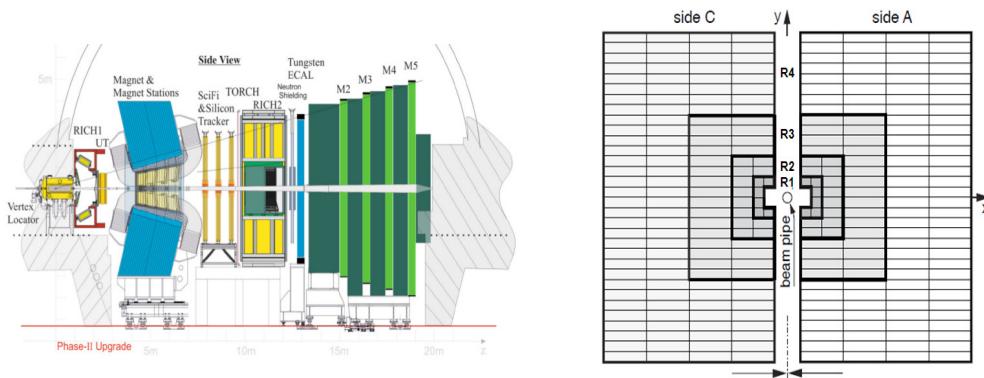 Side View
5m
Magnet &
Magnet Stations
RICH1
UT
SciFi
&Silicon
Tracker
TORCH
RICH2
Neutron
Shielding
Tungsten
ECAL
M2
M3
M4
M5
Vertex
Locator
Phase-II Upgrade
5m
10m
15m
20m
z
side C
y
side A
R4
R3
R2
R1
beam pipe
x